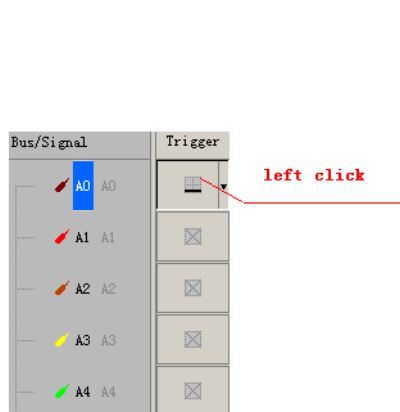 Bus/Signal Trigger
A0 A0
left click
A1 A1
A2 A2
A3 A3
A4 A4